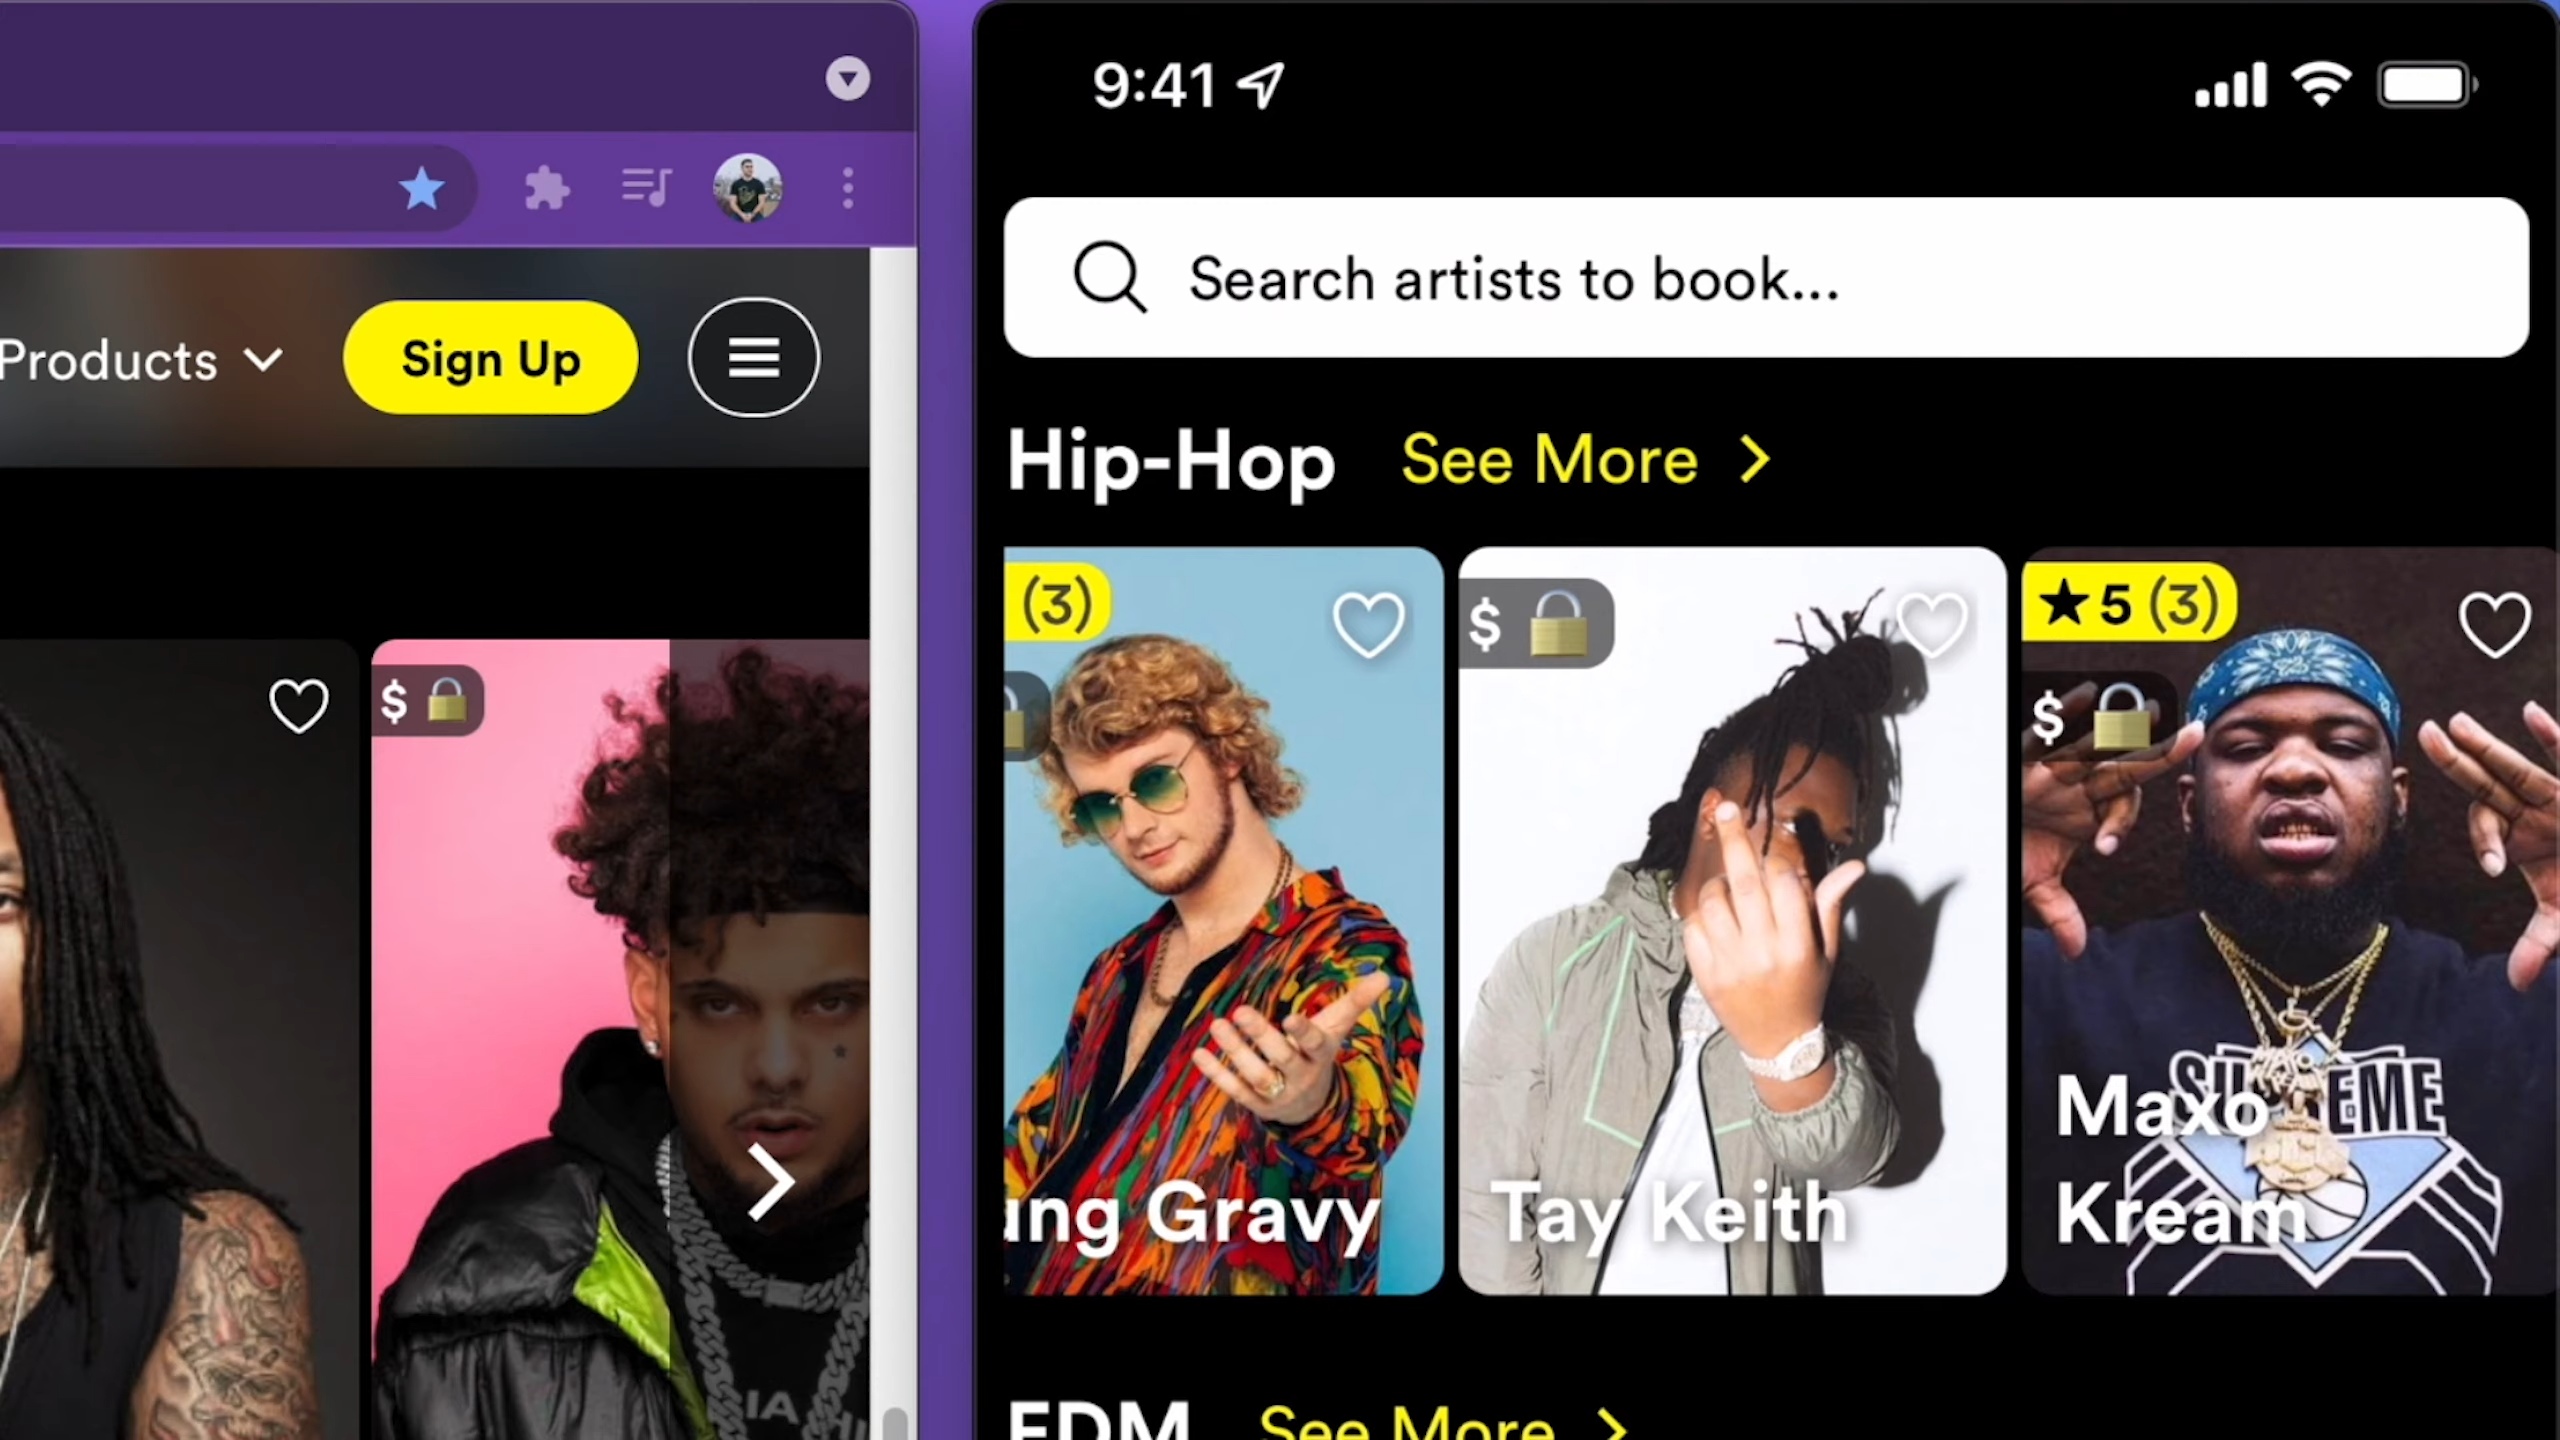 Products
Sign Up
$
9:41
Search artists to book...
Hip-Hop See More
(3)
ung Gravy
$
Tay Keith
5 (3)
$
Maxo
Kream
EDM See More